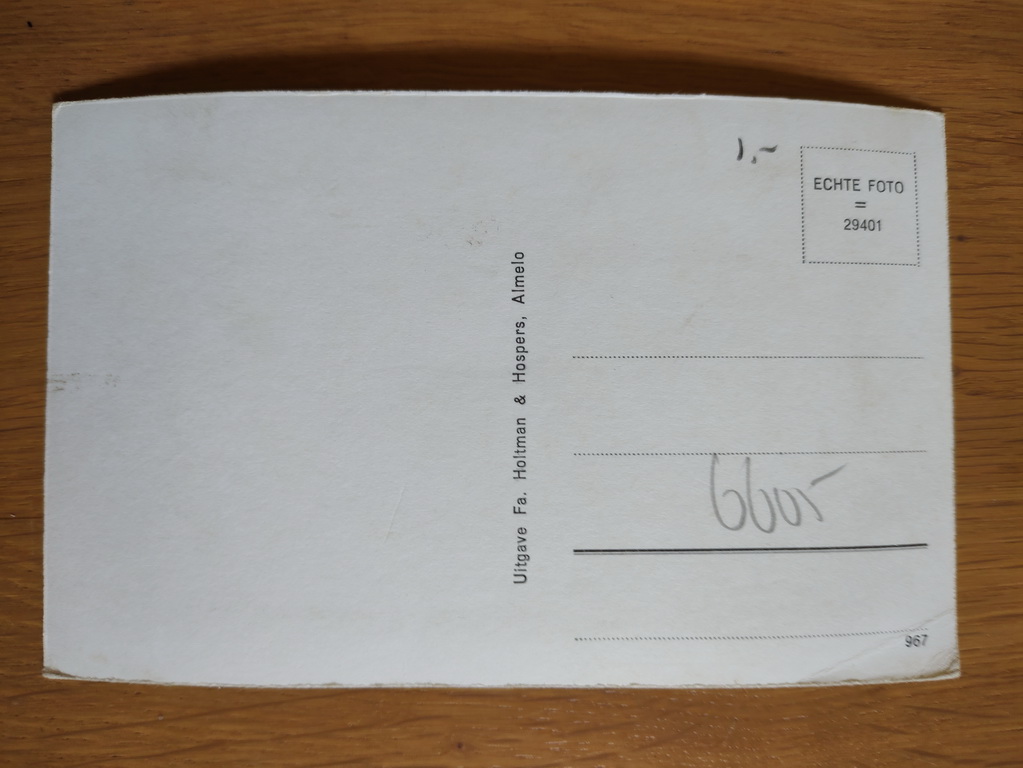 1,-
ECHTE FOTO
=
29401
Uitgave Fa. Holtman & Hospers, Almelo
6605
967